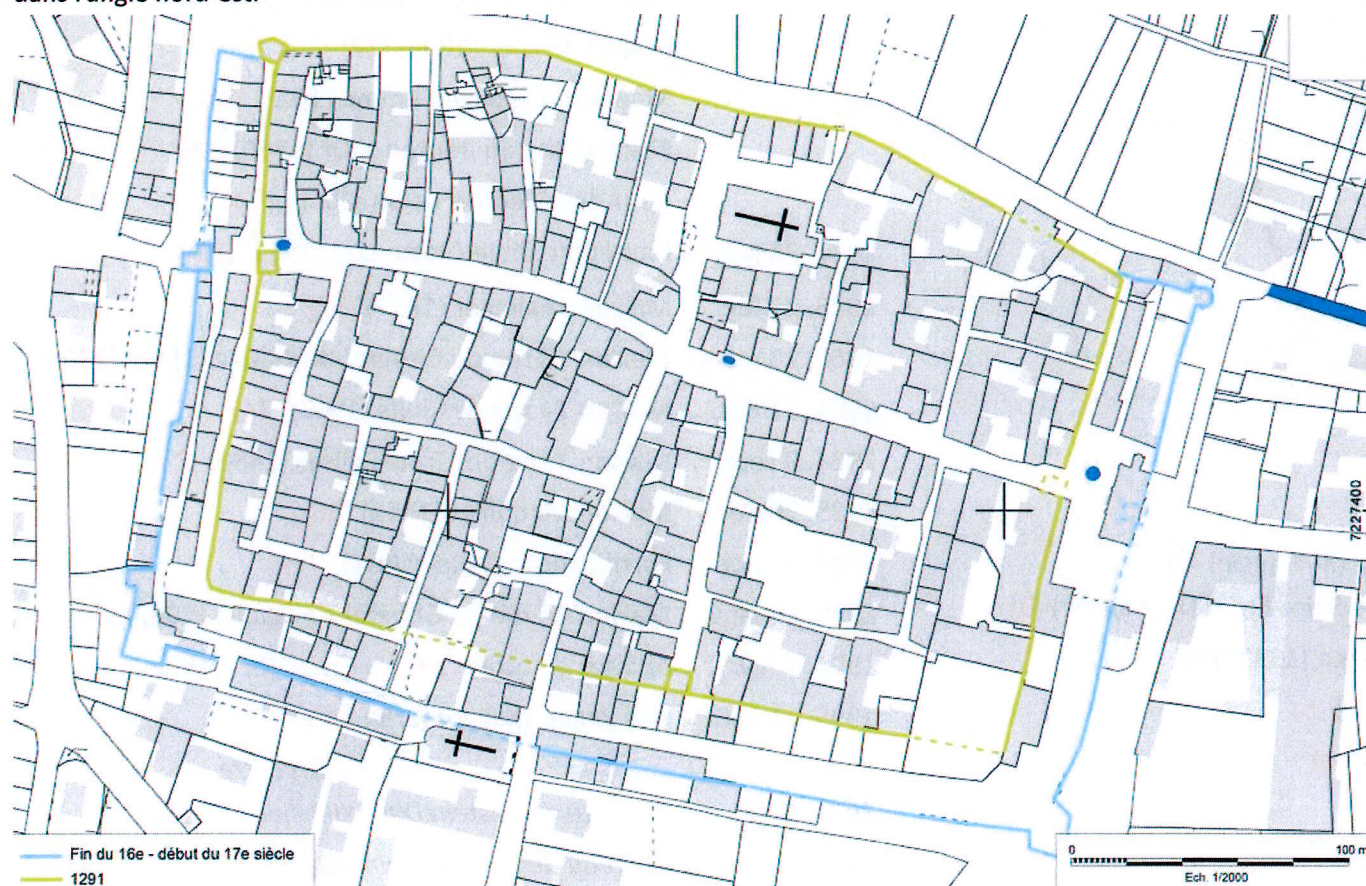 dans l'angle nord-est.
7227400
Fin du 16e - début du 17e siècle
1291
0 100 m
Ech. 1/2000